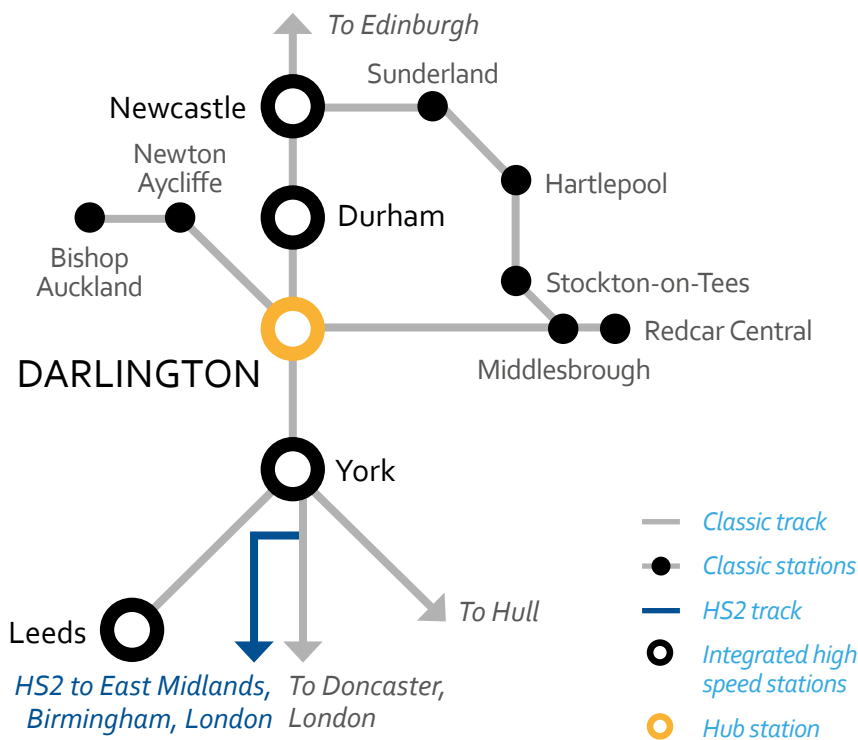 To Edinburgh
Sunderland
Newcastle
Newton
Aycliffe
Hartlepool
Durham
Bishop
Auckland
Stockton-on-Tees
Redcar Central
DARLINGTON
Middlesbrough
York
Classic track
Classic stations
HS2 track
To Hull
Leeds
Integrated high
speed stations
HS2 to East Midlands,
Birmingham, London
To Doncaster,
London
Hub station